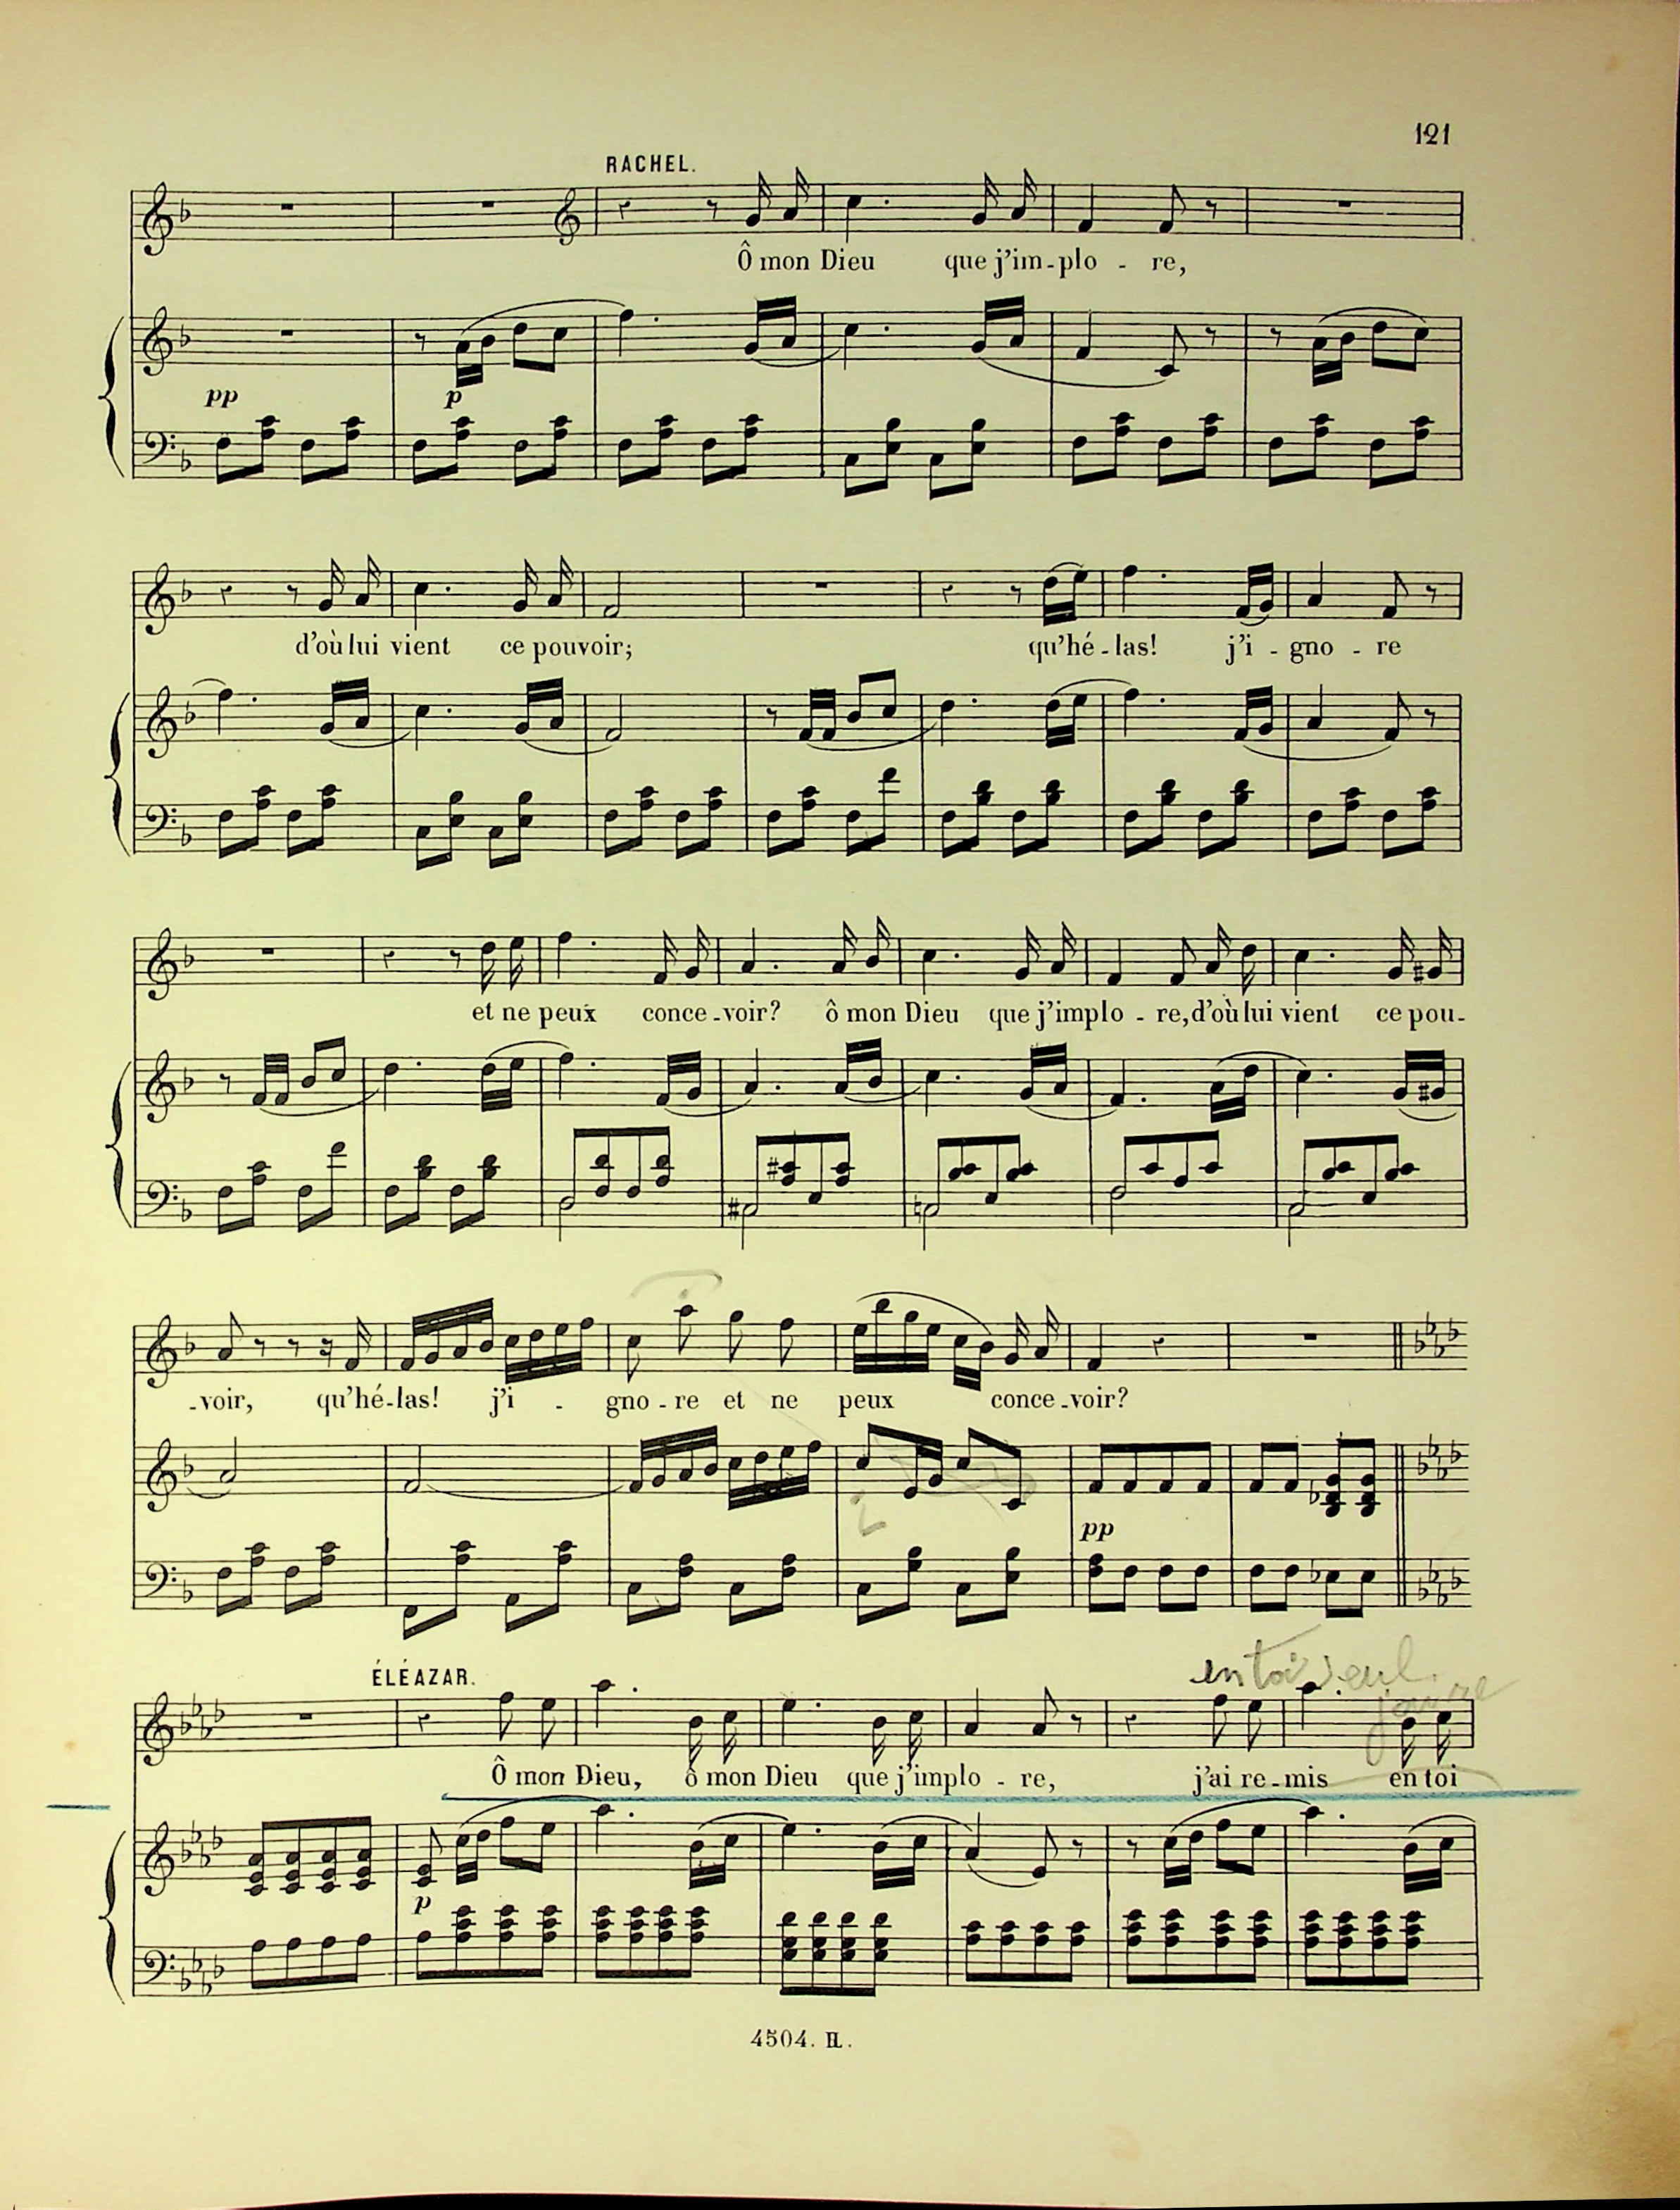 121
RACHEL.
Ô mon Dieu que j'im-plo - re,
pp p
d'où lui vient ce pouvoir; qu'hé-las! j'i - gno - re
et ne peux conce-voir? ô mon Dieu que j'implo - re, d'où lui vient ce pou-
-voir, qu'hé-las! j'i - gno - re et ne peux conce-voir?
pp
en toi seul
ÉLÉAZAR.
Ô mon Dieu, ô mon Dieu que j'implo - re, j'ai re-mis en toi
p
4504. H.